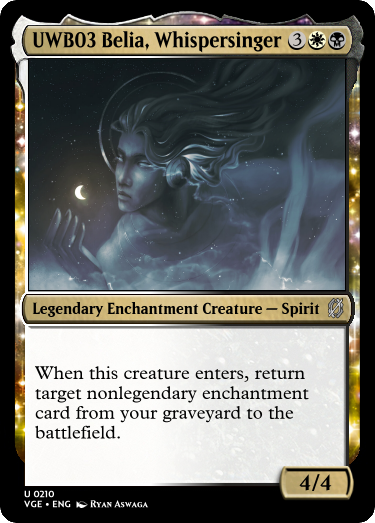 UWB03 Belia, Whispersinger 3
Legendary Enchantment Creature — Spirit
When this creature enters, return
target nonlegendary enchantment
card from your graveyard to the
battlefield.
4/4
U 0210
VGE • ENG Ryan Aswaga